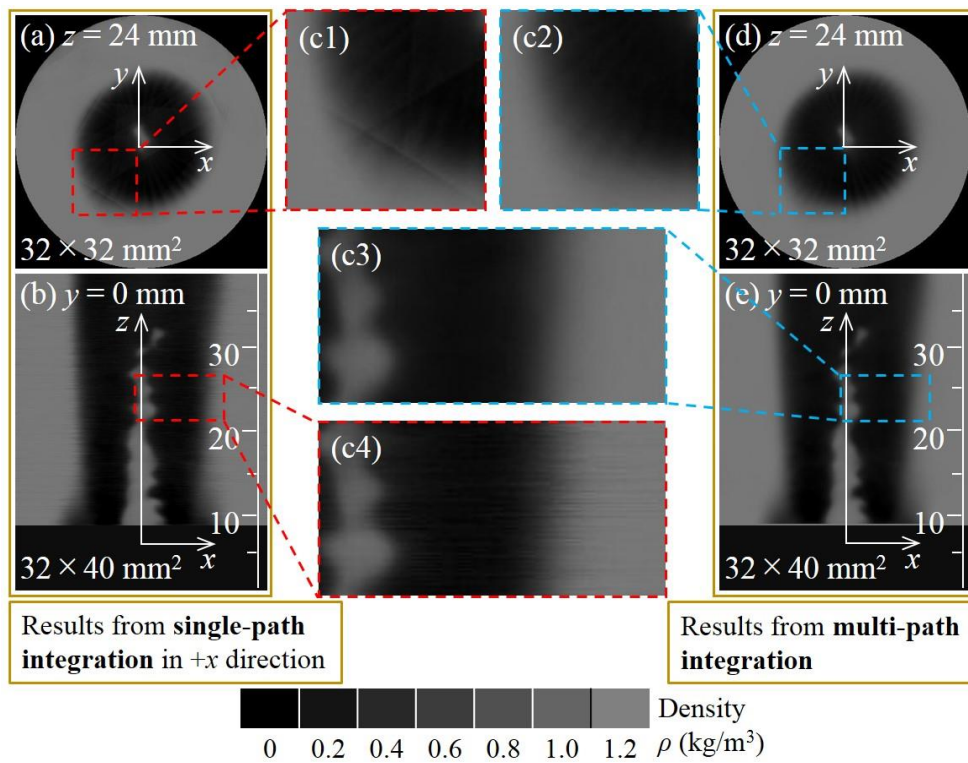 (a) z = 24 mm
y
x
32 × 32 mm²
(c1)
(c2)
(d) z = 24 mm
y
x
32 × 32 mm²
(b) y = 0 mm
z
30
20
10
x
32 × 40 mm²
(c3)
(c4)
(e) y = 0 mm
z
30
20
10
x
32 × 40 mm²
Results from single-path
integration in +x direction
Results from multi-path
integration
0 0.2 0.4 0.6 0.8 1.0 1.2
Density
ρ (kg/m³)